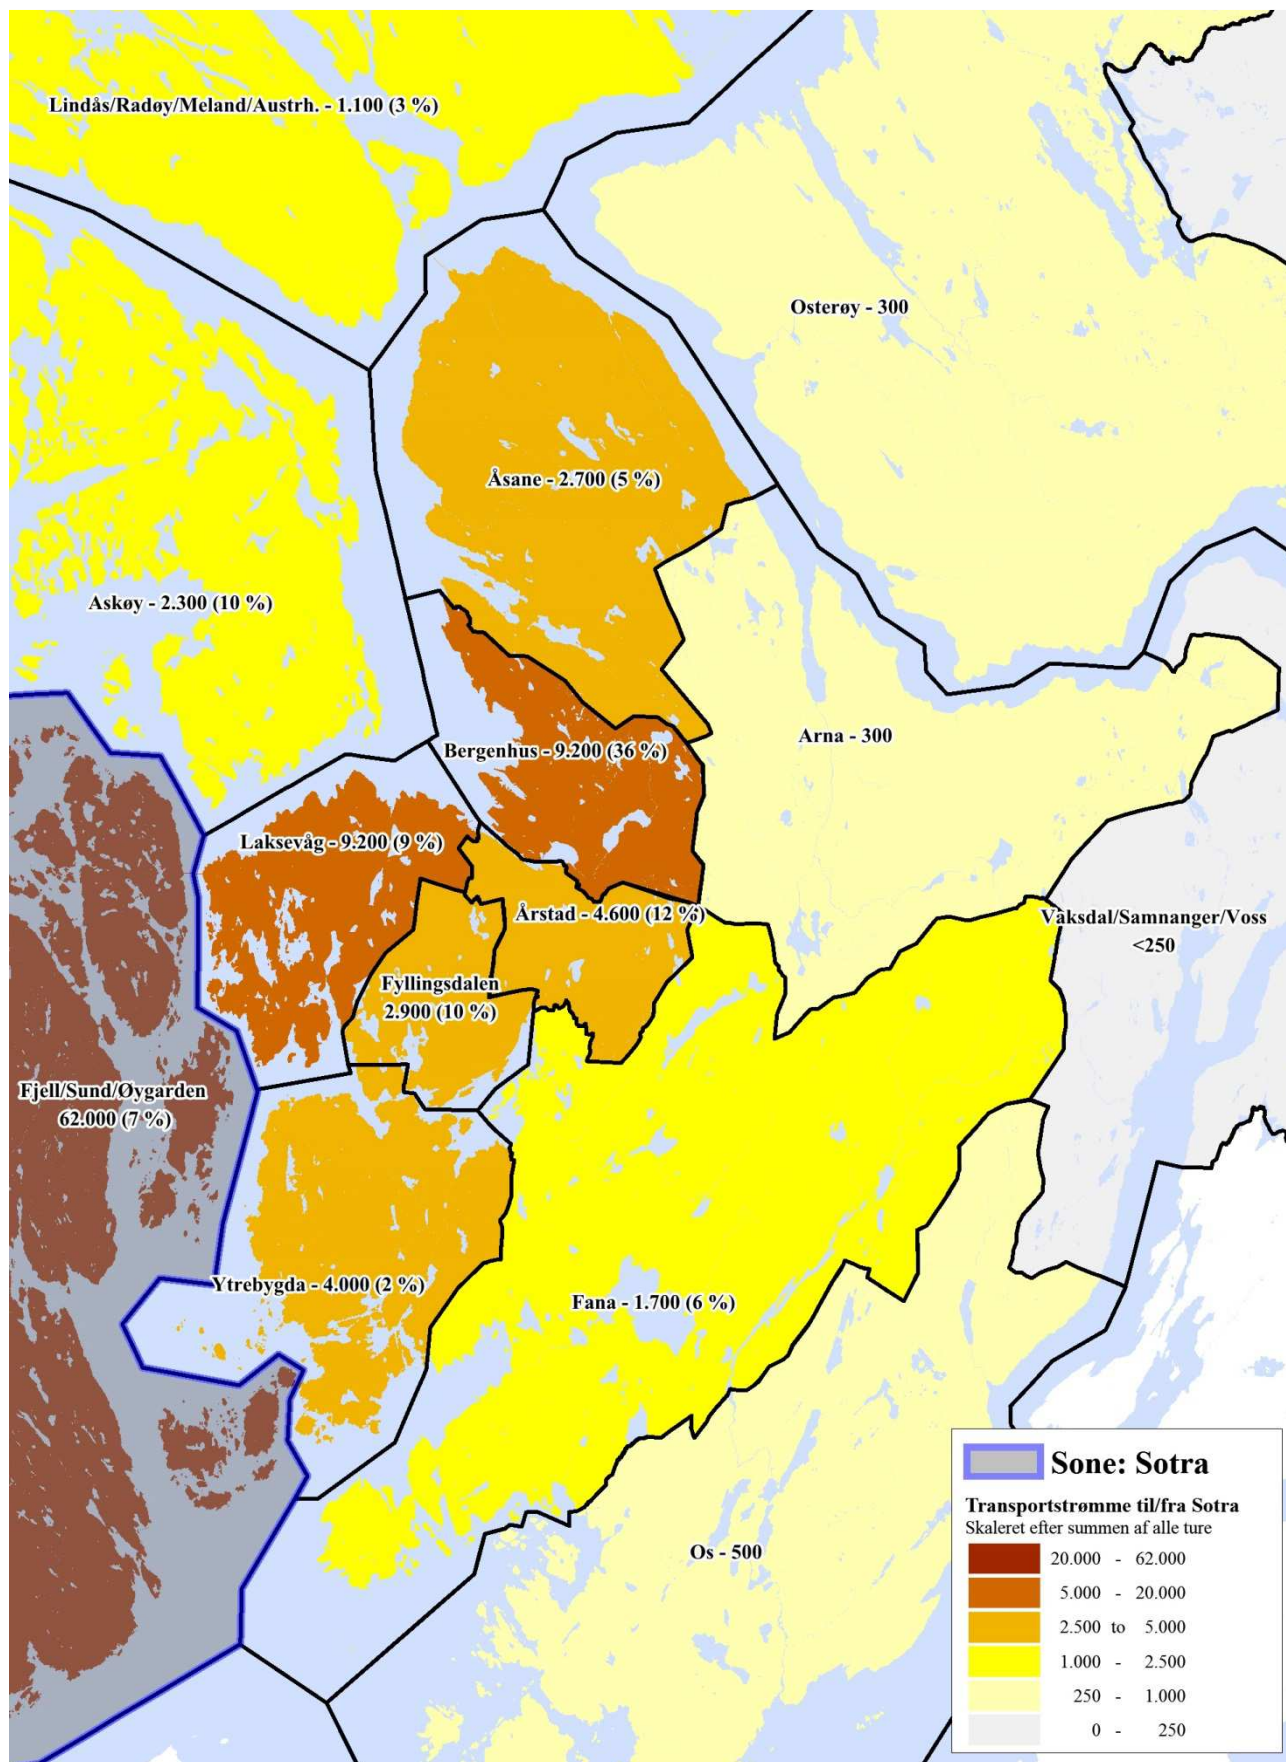 Lindås/Radøy/Meland/Austrh. - 1.100 (3 %)
Osterøy - 300
Åsane - 2.700 (5 %)
Askøy - 2.300 (10 %)
Bergenhus - 9.200 (36 %)
Arna - 300
Laksevåg - 9.200 (9 %)
Årstad - 4.600 (12 %)
Vaksdal/Samnanger/Voss
<250
Fyllingsdalen
2.900 (10 %)
Fjell/Sund/Øygarden
62.000 (7 %)
Ytrebygda - 4.000 (2 %)
Fana - 1.700 (6 %)
Os - 500
Sone: Sotra
Transportstrømme til/fra Sotra
Skaleret efter summen af alle ture
20.000 - 62.000
5.000 - 20.000
2.500 to 5.000
1.000 - 2.500
250 - 1.000
0 - 250